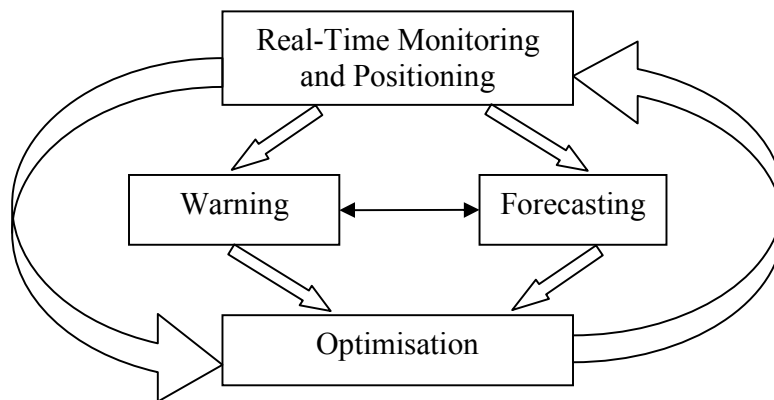 Real-Time Monitoring
and Positioning
Warning
Forecasting
Optimisation